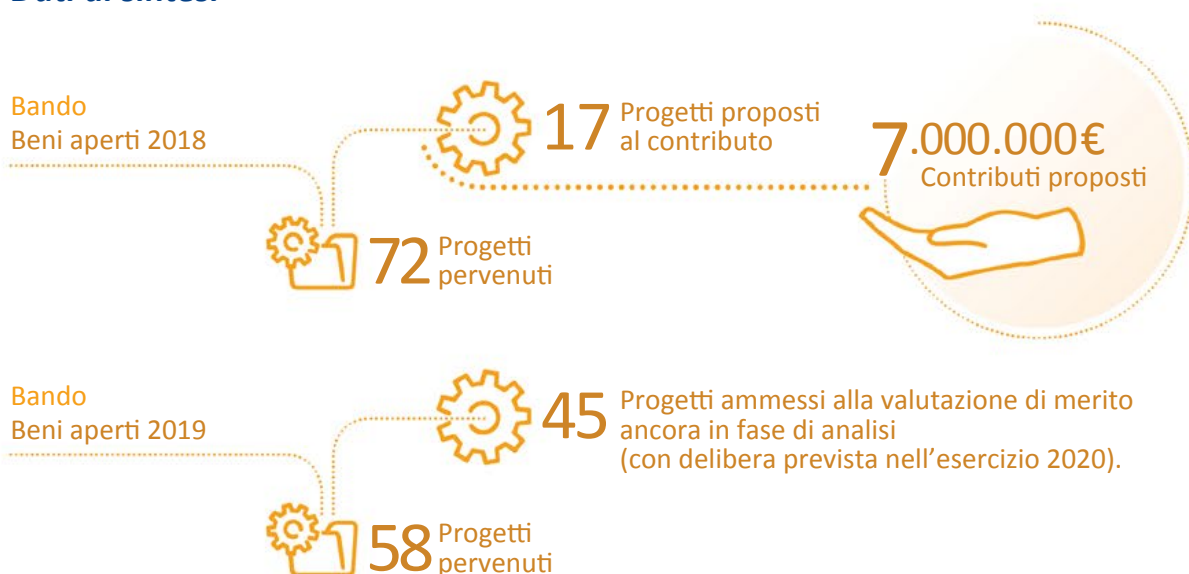 Bando
Beni aperti 2018
17 Progetti proposti
al contributo
7.000.000€
Contributi proposti
72 Progetti
pervenuti
Bando
Beni aperti 2019
45 Progetti ammessi alla valutazione di merito
ancora in fase di analisi
(con delibera prevista nell’esercizio 2020).
58 Progetti
pervenuti